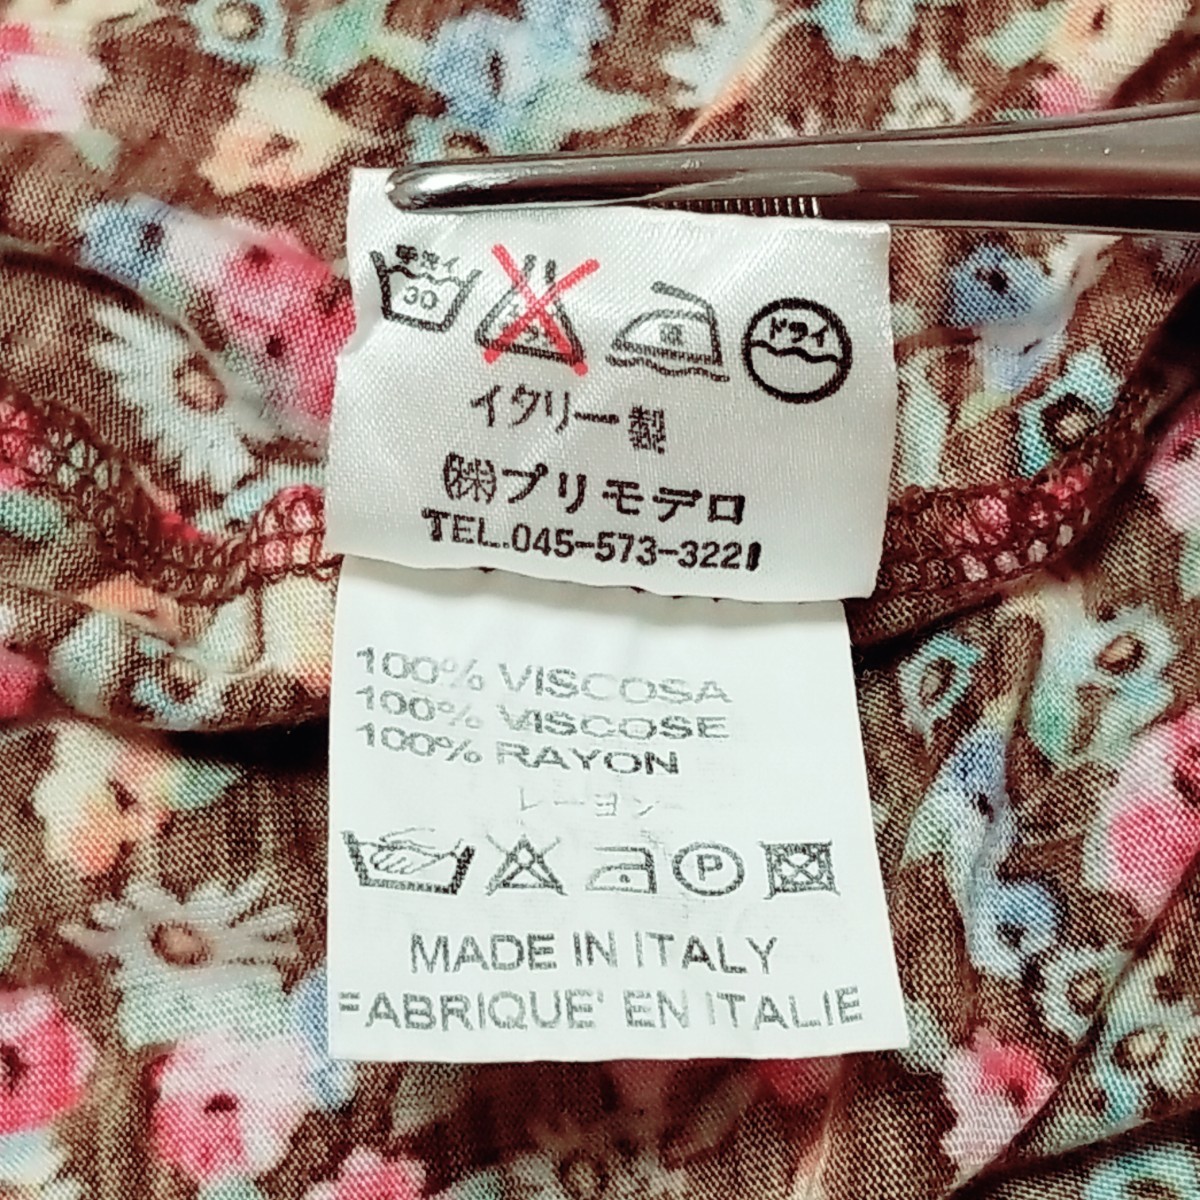 手洗イ
30
ドライ
イタリー製
㈱プリモデロ
TEL.045-573-3221
100% VISCOSA
100% VISCOSE
100% RAYON
レーヨン
P
MADE IN ITALY
FABRIQUE' EN ITALIE